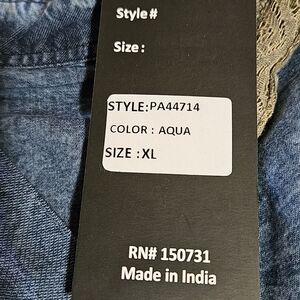 Style#
Size:
STYLE:PA44714
COLOR : AQUA
SIZE :XL
RN# 150731
Made in India